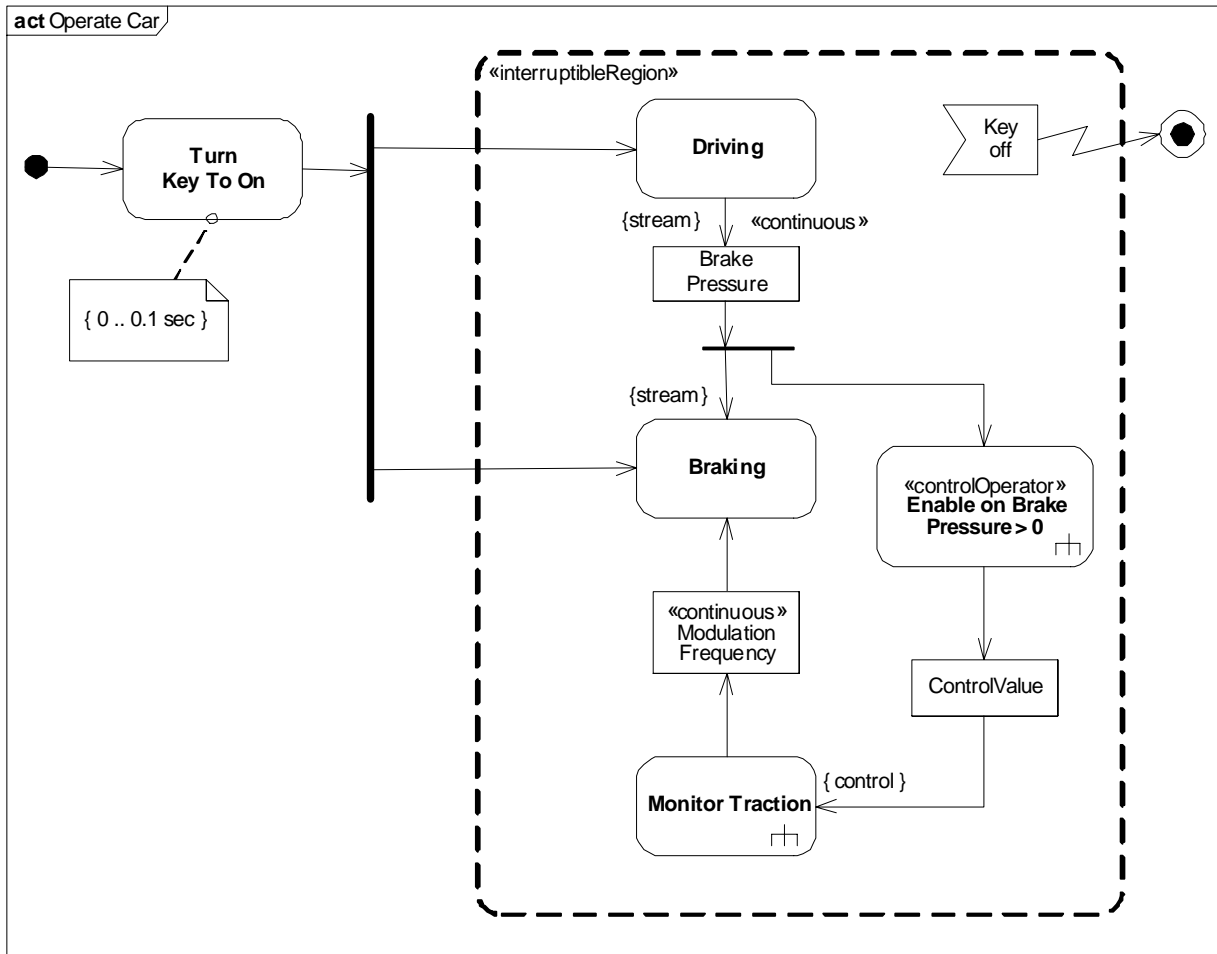 act Operate Car
«interruptibleRegion»
Turn
Key To On
{ 0 .. 0.1 sec }
Driving
Key
off
{stream} «continuous»
Brake
Pressure
{stream}
Braking
«controlOperator»
Enable on Brake
Pressure > 0
«continuous»
Modulation
Frequency
ControlValue
{ control }
Monitor Traction